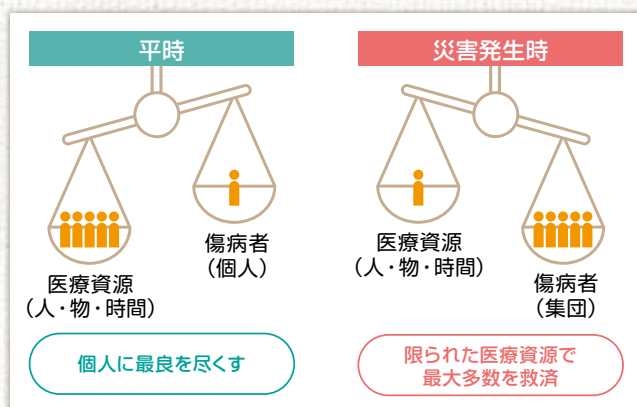 平時
傷病者
（個人）
医療資源
（人・物・時間）
個人に最良を尽くす
災害発生時
医療資源
（人・物・時間）
傷病者
（集団）
限られた医療資源で
最大多数を救済